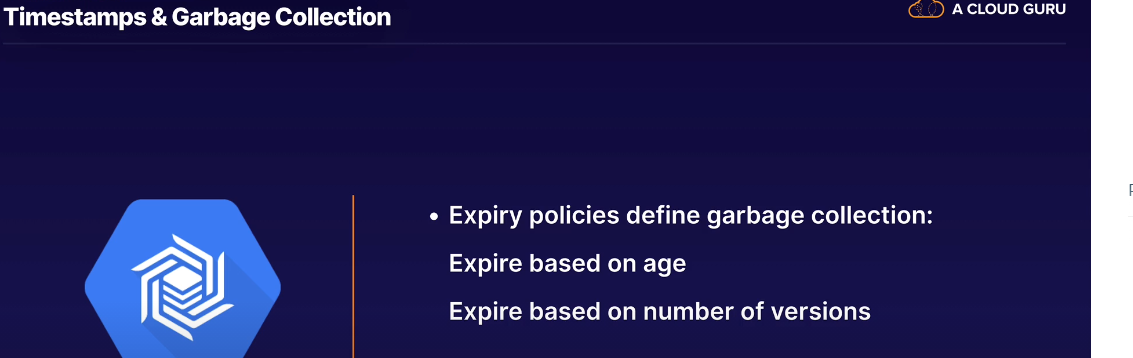 Timestamps & Garbage Collection
A CLOUD GURU
• Expiry policies define garbage collection:
Expire based on age
Expire based on number of versions